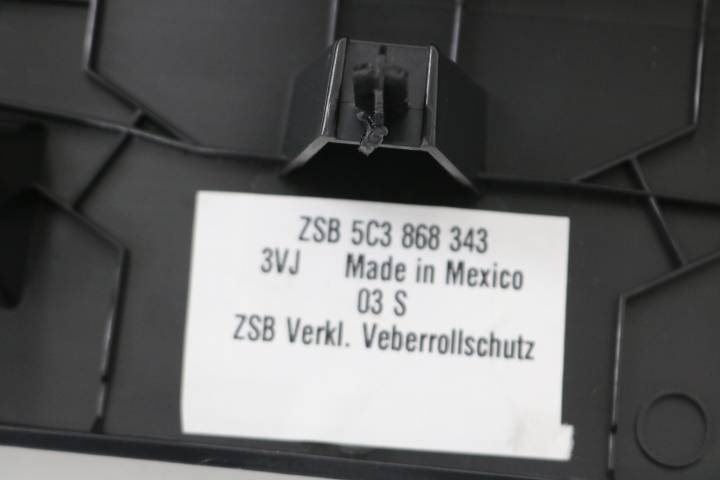 ZSB 5C3 868 343
3VJ Made in Mexico
03 S
ZSB Verkl. Veberrollschutz